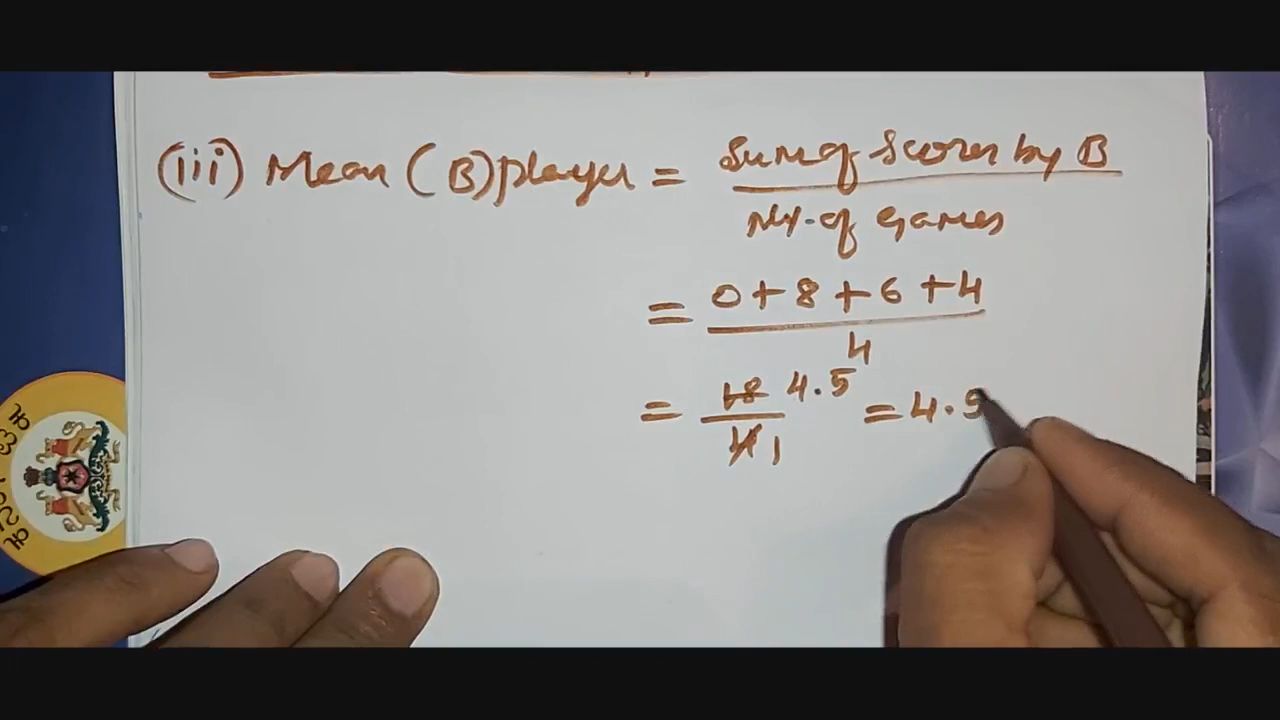 (iii) Mean (B) player = Sum of Scores by B
No. of Games
= 0 + 8 + 6 + 4
4
= 18 4.5 = 4.5
4 1